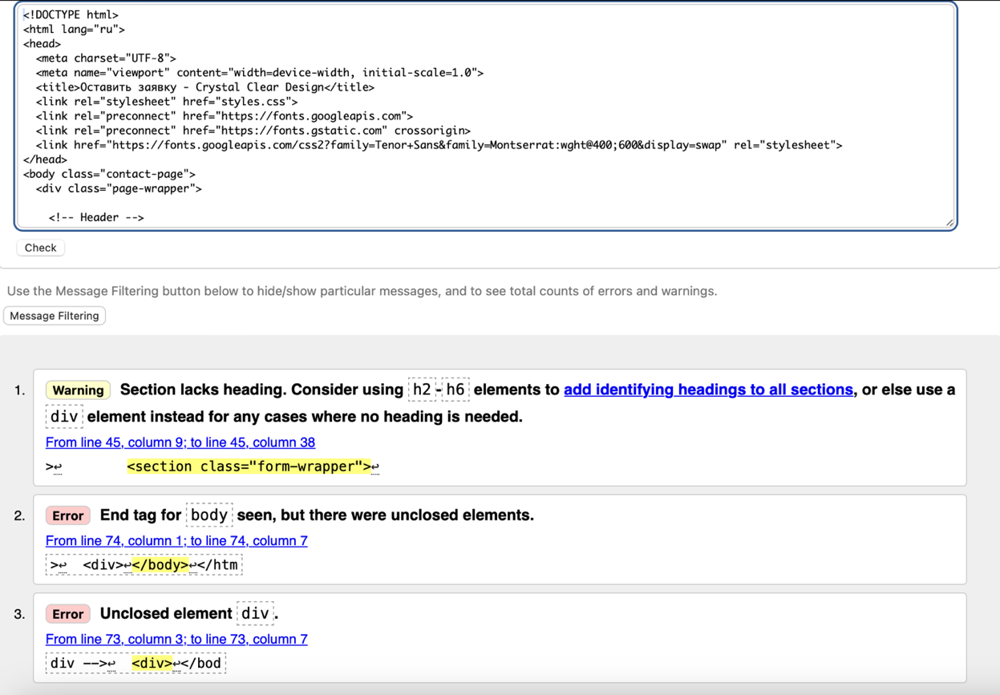 <!DOCTYPE html>
<html lang="ru">
<head>
  <meta charset="UTF-8">
  <meta name="viewport" content="width=device-width, initial-scale=1.0">
  <title>Оставить заявку - Crystal Clear Design</title>
  <link rel="stylesheet" href="styles.css">
  <link rel="preconnect" href="https://fonts.googleapis.com">
  <link rel="preconnect" href="https://fonts.gstatic.com" crossorigin>
  <link href="https://fonts.googleapis.com/css2?family=Tenor+Sans&family=Montserrat:wght@400;600&display=swap" rel="stylesheet">
</head>
<body class="contact-page">
  <div class="page-wrapper">
    <!-- Header -->
Check
Use the Message Filtering button below to hide/show particular messages, and to see total counts of errors and warnings.
Message Filtering
1. Warning Section lacks heading. Consider using h2-h6 elements to add identifying headings to all sections, or else use a
div element instead for any cases where no heading is needed.
From line 45, column 9; to line 45, column 38
>↩        <section class="form-wrapper">↩
2. Error End tag for body seen, but there were unclosed elements.
From line 74, column 1; to line 74, column 7
>↩  <div>↩</body>↩</htm
3. Error Unclosed element div.
From line 73, column 3; to line 73, column 7
div -->↩  <div>↩</bod